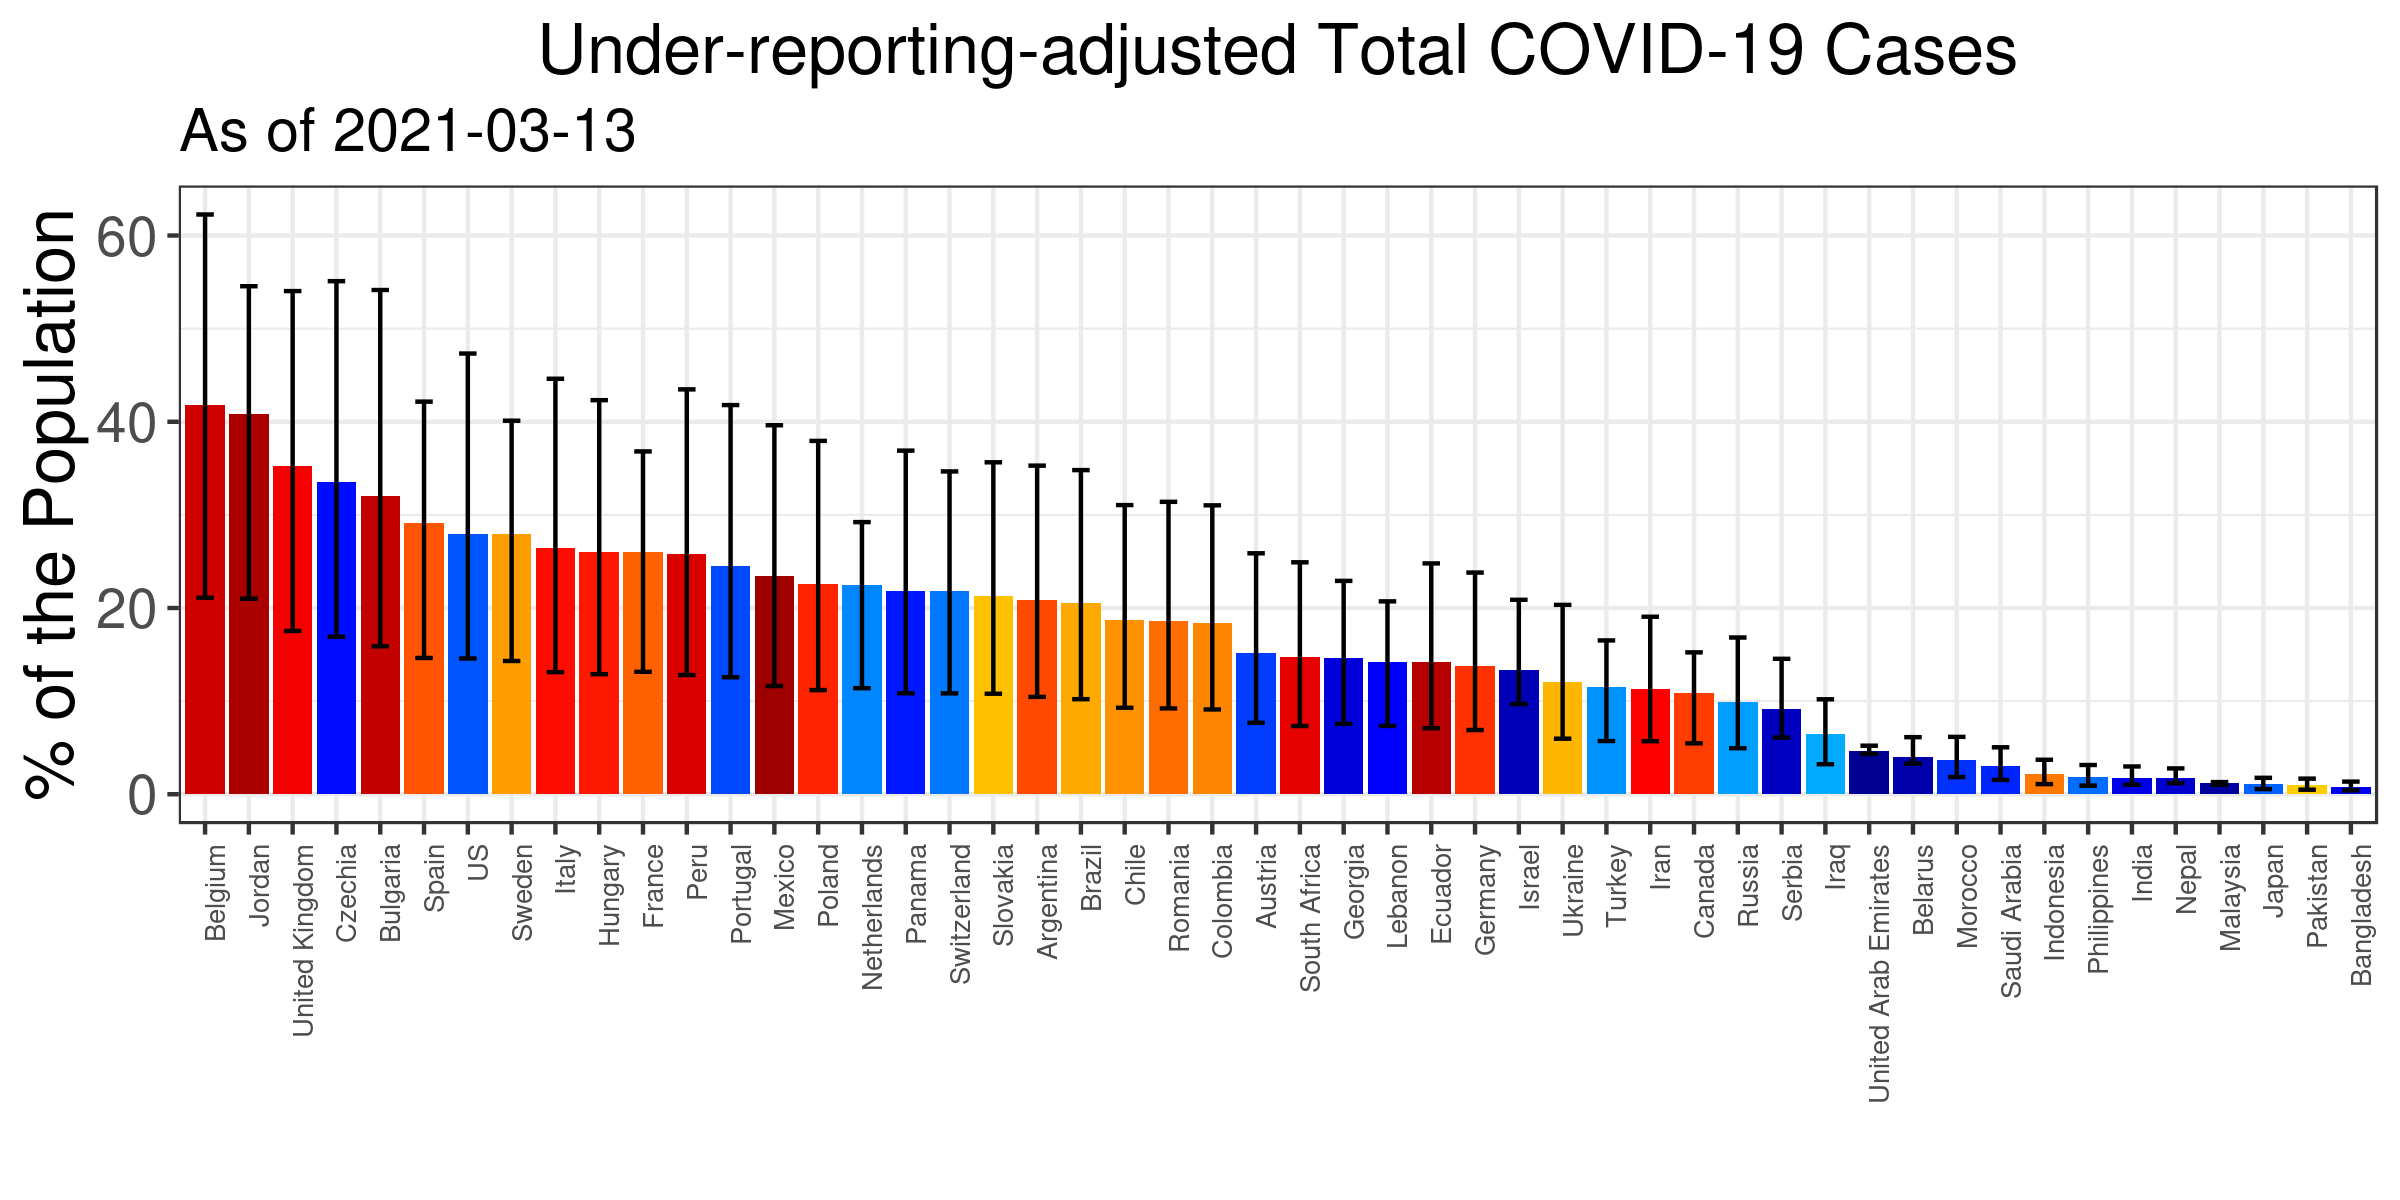 Under-reporting-adjusted Total COVID-19 Cases
As of 2021-03-13
% of the Population
60
40
20
0
Belgium
Jordan
United Kingdom
Czechia
Bulgaria
Spain
US
Sweden
Italy
Hungary
France
Peru
Portugal
Mexico
Poland
Netherlands
Panama
Switzerland
Slovakia
Argentina
Brazil
Chile
Romania
Colombia
Austria
South Africa
Georgia
Lebanon
Ecuador
Germany
Israel
Ukraine
Turkey
Iran
Canada
Russia
Serbia
Iraq
United Arab Emirates
Belarus
Morocco
Saudi Arabia
Indonesia
Philippines
India
Nepal
Malaysia
Japan
Pakistan
Bangladesh